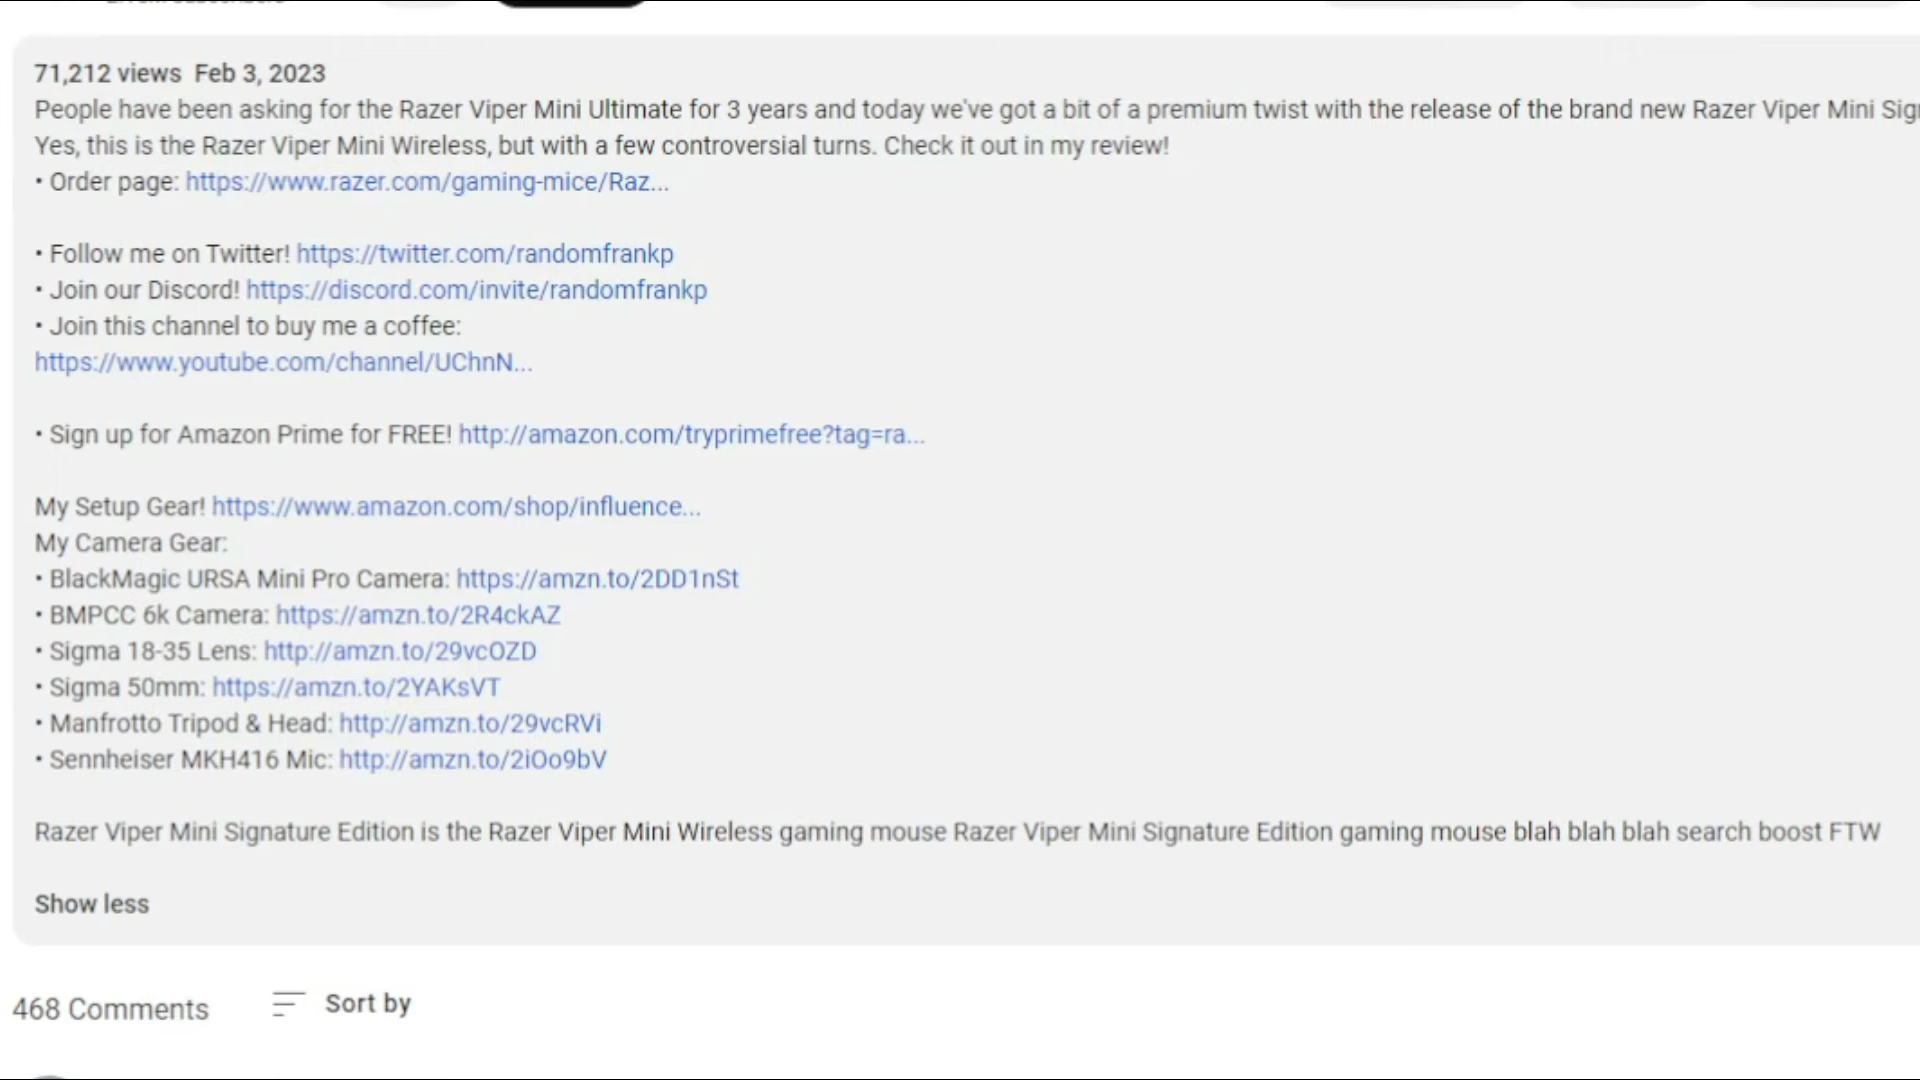 71,212 views Feb 3, 2023
People have been asking for the Razer Viper Mini Ultimate for 3 years and today we've got a bit of a premium twist with the release of the brand new Razer Viper Mini
Yes, this is the Razer Viper Mini Wireless, but with a few controversial turns. Check it out in my review!
• Order page: https://www.razer.com/gaming-mice/Raz...
• Follow me on Twitter! https://twitter.com/randomfrankp
• Join our Discord! https://discord.com/invite/randomfrankp
• Join this channel to buy me a coffee:
https://www.youtube.com/channel/UChnN...
• Sign up for Amazon Prime for FREE! http://amazon.com/tryprimefree?tag=ra...
My Setup Gear! https://www.amazon.com/shop/influence...
My Camera Gear:
• BlackMagic URSA Mini Pro Camera: https://amzn.to/2DD1nSt
• BMPCC 6k Camera: https://amzn.to/2R4ckAZ
• Sigma 18-35 Lens: http://amzn.to/29vcOZD
• Sigma 50mm: https://amzn.to/2YAKsVT
• Manfrotto Tripod & Head: http://amzn.to/29vcRVi
• Sennheiser MKH416 Mic: http://amzn.to/2iOo9bV
Razer Viper Mini Signature Edition is the Razer Viper Mini Wireless gaming mouse Razer Viper Mini Signature Edition gaming mouse blah blah blah search boost FTW
Show less
468 Comments
Sort by